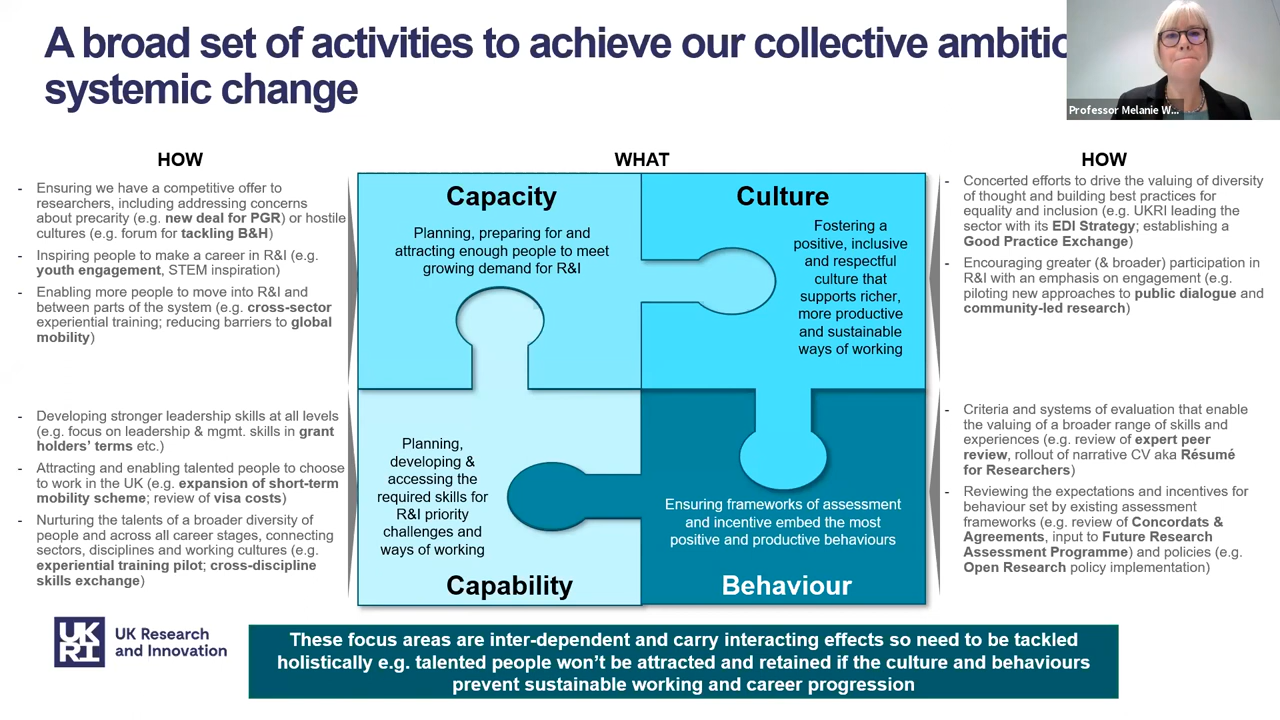 A broad set of activities to achieve our collective
systemic change
Professor Melanie W...
HOW
- Ensuring we have a competitive offer to
researchers, including addressing concerns
about precarity (e.g. new deal for PGR) or hostile
cultures (e.g. forum for tackling B&H)
- Inspiring people to make a career in R&I (e.g.
youth engagement, STEM inspiration)
- Enabling more people to move into R&I and
between parts of the system (e.g. cross-sector
experiential training; reducing barriers to global
mobility)
- Developing stronger leadership skills at all levels
(e.g. focus on leadership & mgmt. skills in grant
holders' terms etc.)
- Attracting and enabling talented people to choose
to work in the UK (e.g. expansion of short-term
mobility scheme; review of visa costs)
- Nurturing the talents of a broader diversity of
people and across all career stages, connecting
sectors, disciplines and working cultures (e.g.
experiential training pilot; cross-discipline
skills exchange)
WHAT
Capacity
Planning, preparing for and
attracting enough people to meet
growing demand for R&I
Culture
Fostering a
positive, inclusive
and respectful
culture that
supports richer,
more productive
and sustainable
ways of working
Planning,
developing &
accessing the
required skills for
R&I priority
challenges and
ways of working
Capability
Ensuring frameworks of assessment
and incentive embed the most
positive and productive behaviours
Behaviour
HOW
- Concerted efforts to drive the valuing of diversity
of thought and building best practices for
equality and inclusion (e.g. UKRI leading the
sector with its EDI Strategy; establishing a
Good Practice Exchange)
- Encouraging greater (& broader) participation in
R&I with an emphasis on engagement (e.g.
piloting new approaches to public dialogue and
community-led research)
- Criteria and systems of evaluation that enable
the valuing of a broader range of skills and
experiences (e.g. review of expert peer
review, rollout of narrative CV aka Résumé
for Researchers)
- Reviewing the expectations and incentives for
behaviour set by existing assessment
frameworks (e.g. review of Concordats &
Agreements, input to Future Research
Assessment Programme) and policies (e.g.
Open Research policy implementation)
UK
RI
UK Research
and Innovation
These focus areas are inter-dependent and carry interacting effects so need to be tackled
holistically e.g. talented people won't be attracted and retained if the culture and behaviours
prevent sustainable working and career progression